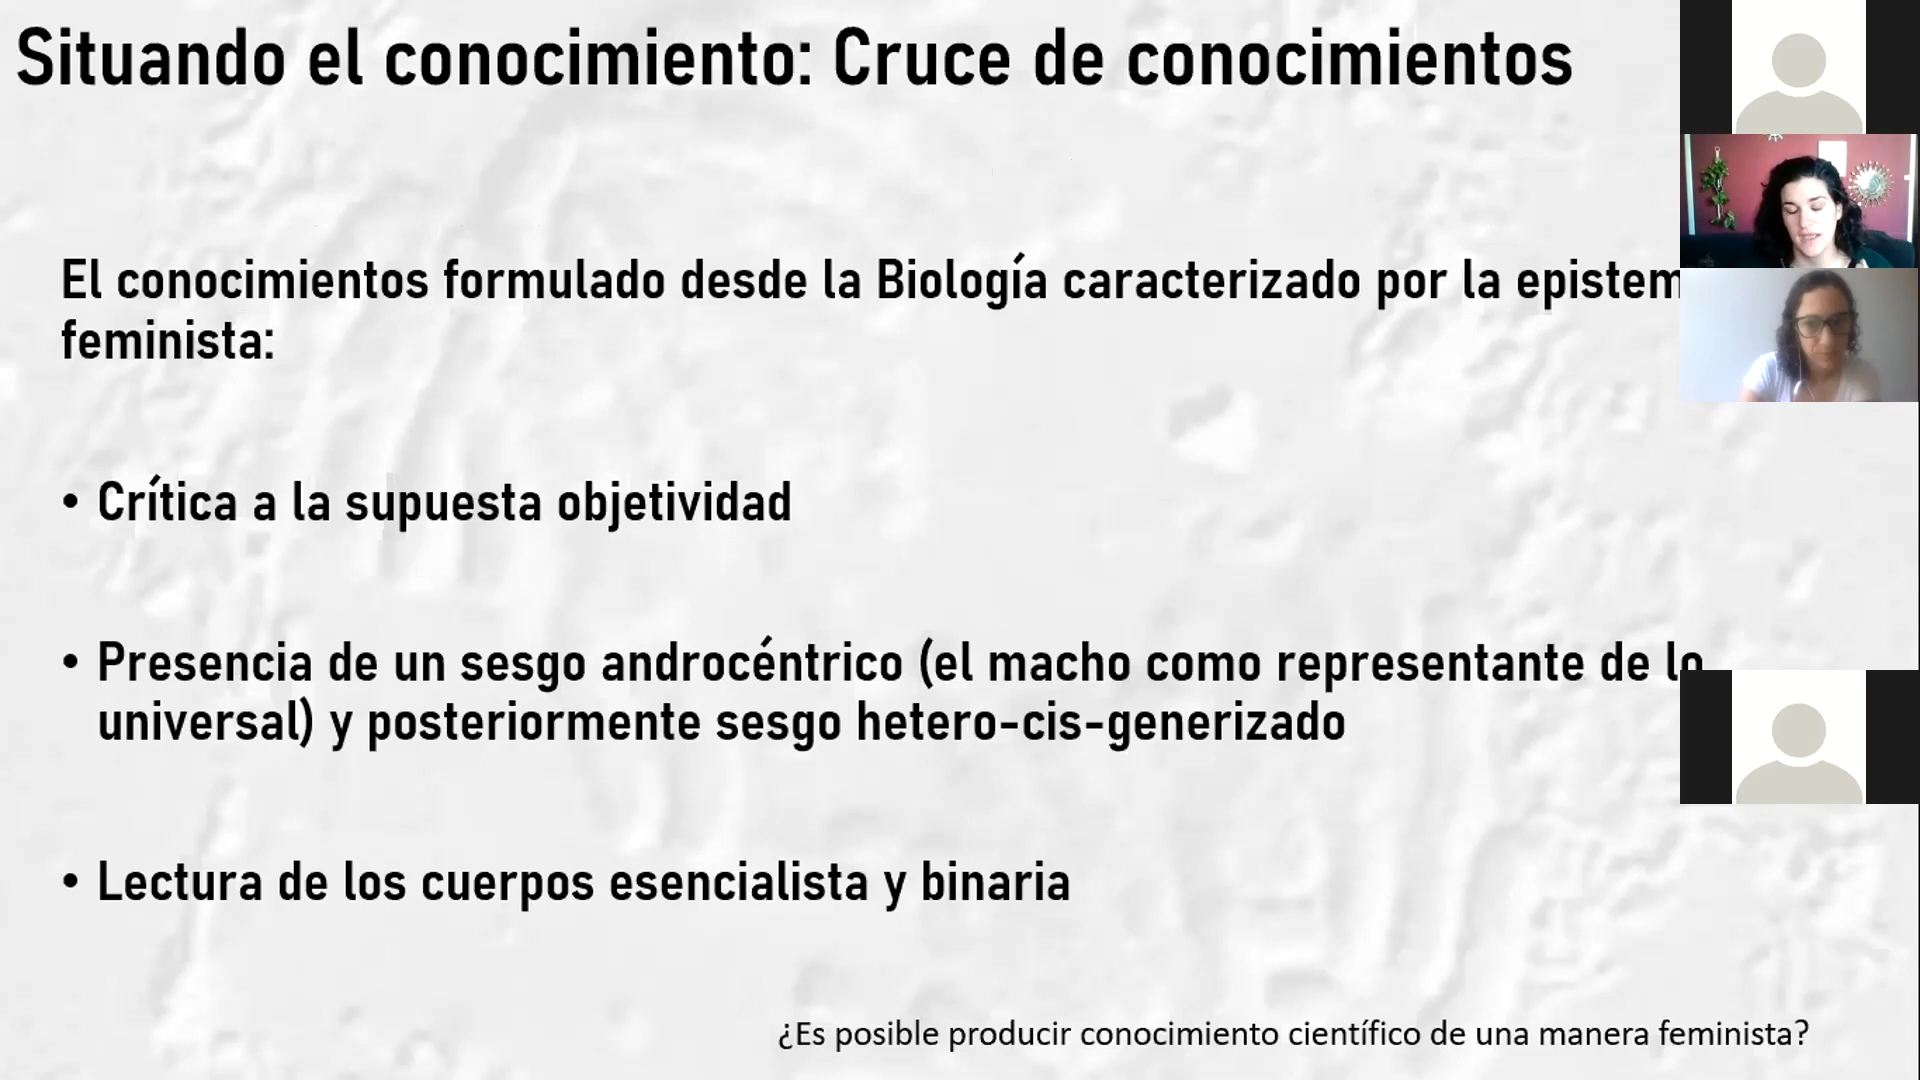 Situando el conocimiento: Cruce de conocimientos
El conocimientos formulado desde la Biología caracterizado por la
feminista:
• Crítica a la supuesta objetividad
• Presencia de un sesgo androcéntrico (el macho como representante de lo
universal) y posteriormente sesgo hetero-cis-generizado
• Lectura de los cuerpos esencialista y binaria
¿Es posible producir conocimiento científico de una manera feminista?